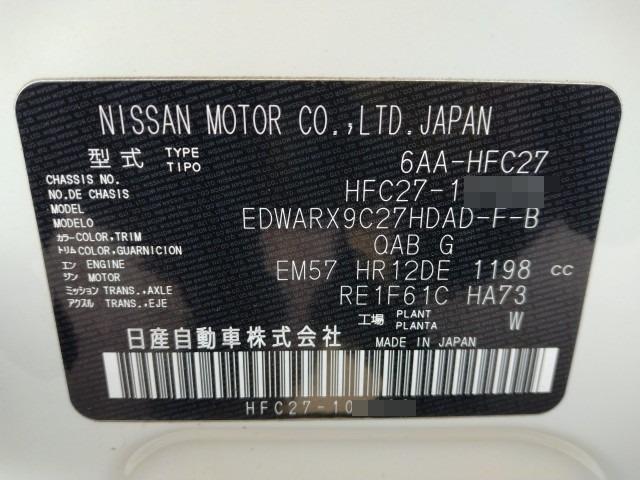 NISSAN MOTOR CO.,LTD.JAPAN
型式 TYPE TIPO 6AA-HFC27
CHASSIS NO. NO.DE CHASIS HFC27-1
MODEL MODELO EDWARX9C27HDAD-F-B
カラー COLOR,TRIM トリム COLOR,GUARNICION QAB G
エン ENGINE ジン MOTOR EM57 HR12DE 1198 CC
ミッション TRANS.,AXLE アクスル TRANS.,EJE RE1F61C HA73
工場 PLANT PLANTA W
日産自動車株式会社 MADE IN JAPAN
HFC27-10